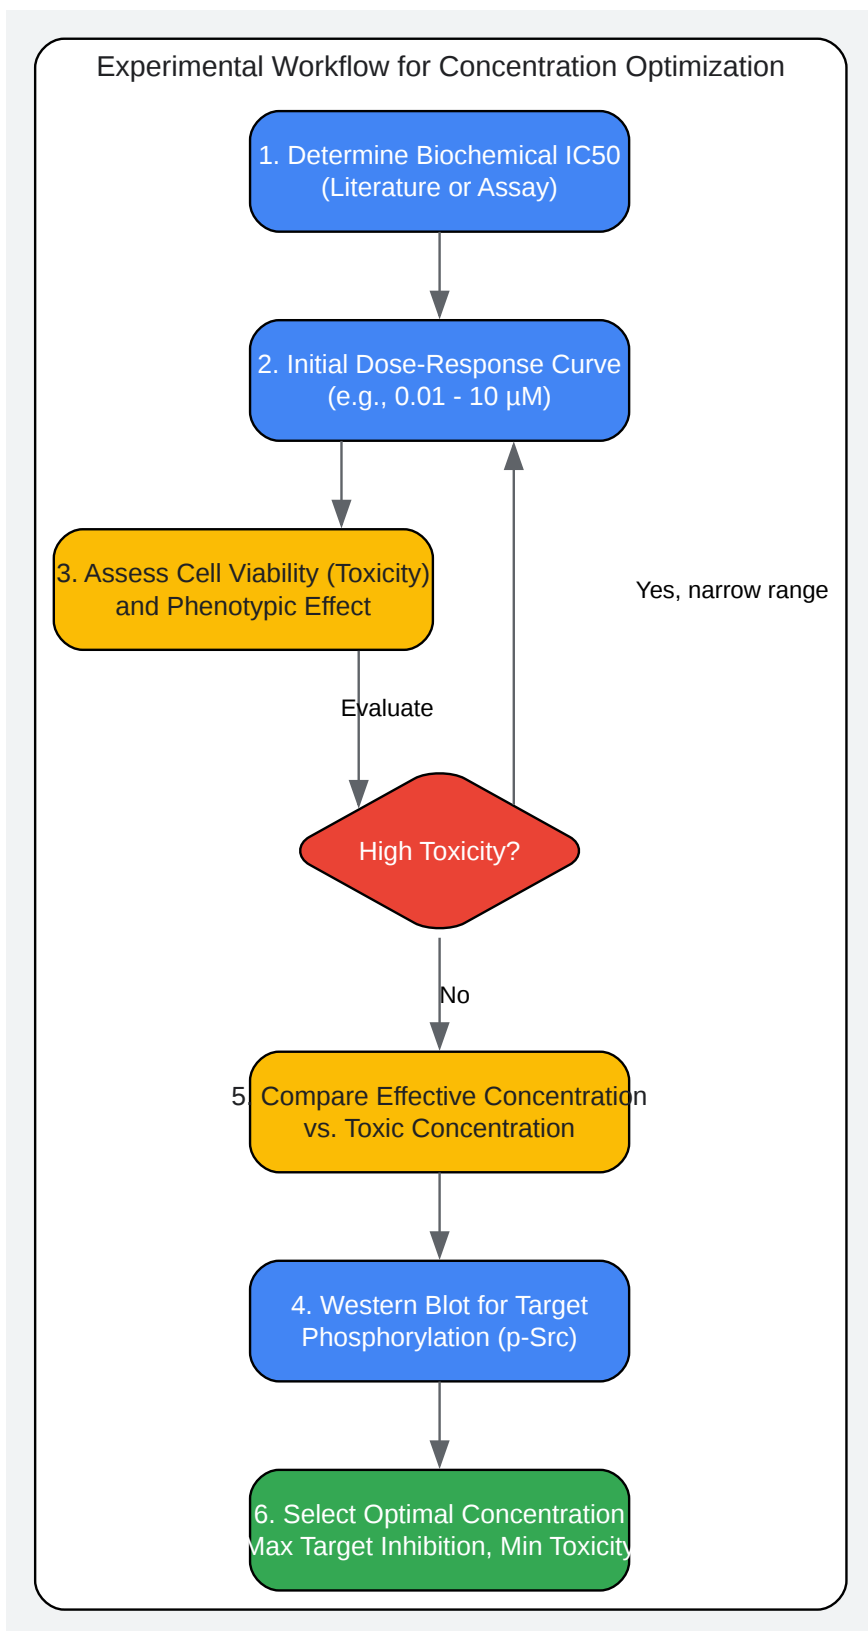 Experimental Workflow for Concentration Optimization
1. Determine Biochemical IC50
(Literature or Assay)
2. Initial Dose-Response Curve
(e.g., 0.01 - 10 µM)
3. Assess Cell Viability (Toxicity)
and Phenotypic Effect
Yes, narrow range
Evaluate
High Toxicity?
No
5. Compare Effective Concentration
vs. Toxic Concentration
4. Western Blot for Target
Phosphorylation (p-Src)
6. Select Optimal Concentration
Max Target Inhibition, Min Toxicity